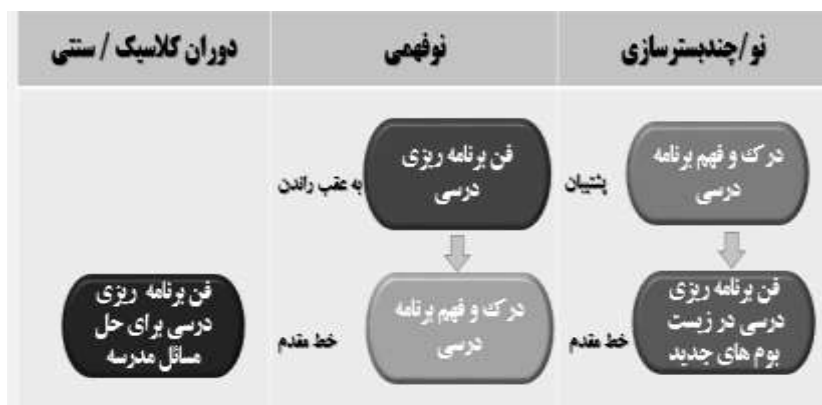 نو/چندبسترسازی
نوفهمی
دوران کلاسیک / سنتی
درک و فهم برنامه
درسی
پشتیبان
فن برنامه ریزی
درسی در زیست
بوم های جدید
خط مقدم
فن برنامه ریزی
درسی
به عقب راندن
درک و فهم برنامه
درسی
خط مقدم
فن برنامه ریزی
درسی برای حل
مسائل مدرسه